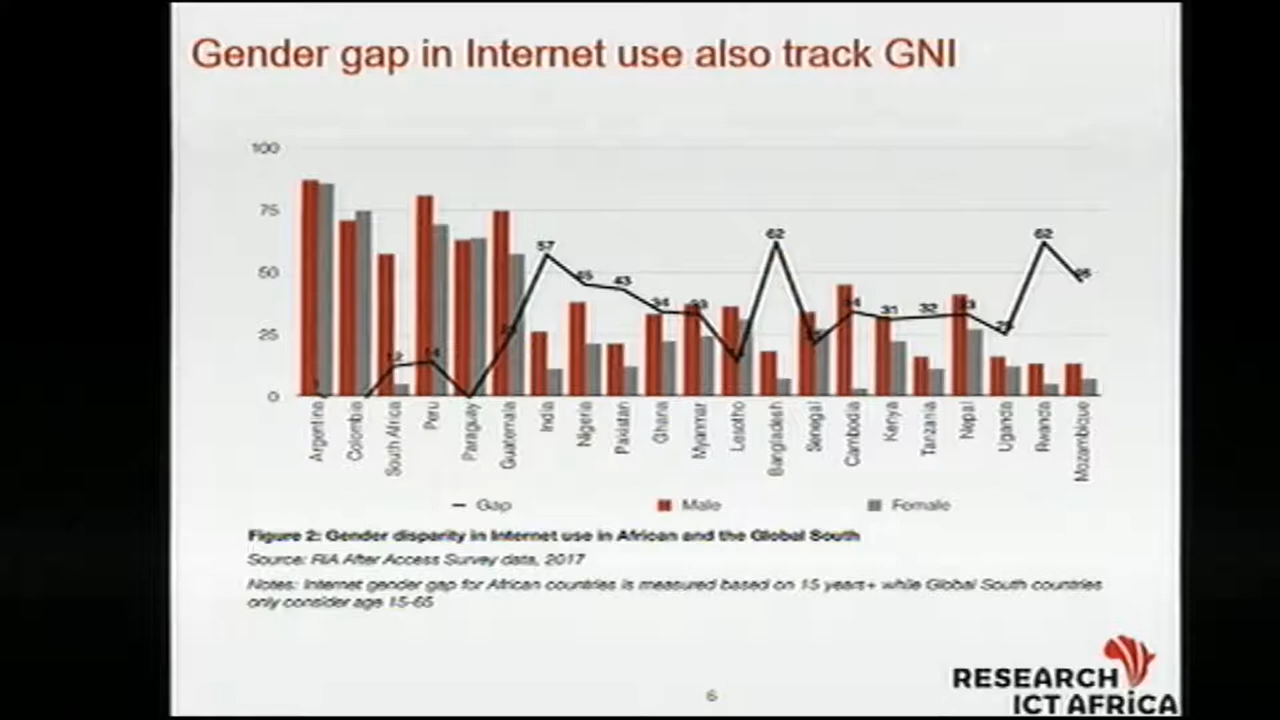 Gender gap in Internet use also track GNI
100
75
50
25
0
1
12
14
57
45
43
34
33
62
34
31
32
33
62
46
Argentina
Colombia
South Africa
Peru
Paraguay
Guatemala
India
Nigeria
Pakistan
Ghana
Myanmar
Lesotho
Bangladesh
Senegal
Cambodia
Kenya
Tanzania
Nepal
Uganda
Rwanda
Mozambique
Gap
Male
Female
Figure 2: Gender disparity in Internet use in African and the Global South
Source: RIA After Access Survey data, 2017
Notes: Internet gender gap for African countries is measured based on 15 years+ while Global South countries
only consider age 15-65
6
RESEARCH
ICT AFRICA